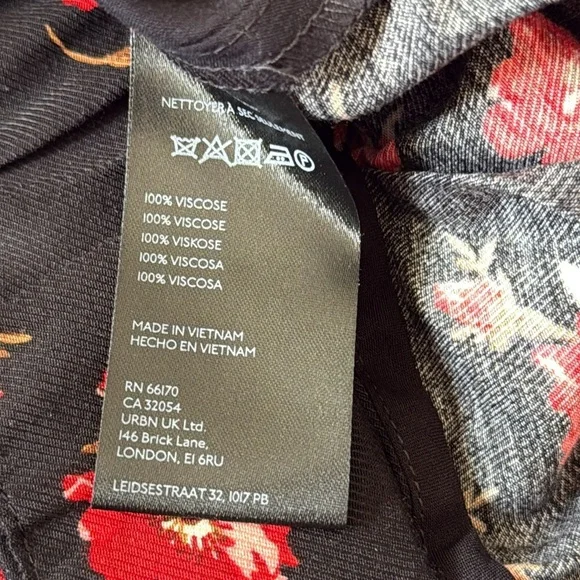 NETTOYER À SEC SEULEMENT
100% VISCOSE
100% VISCOSE
100% VISKOSE
100% VISCOSA
100% VISCOSA
MADE IN VIETNAM
HECHO EN VIETNAM
RN 66170
CA 32054
URBN UK Ltd.
146 Brick Lane,
LONDON, E1 6RU
LEIDSESTRAAT 32, 1017 PB